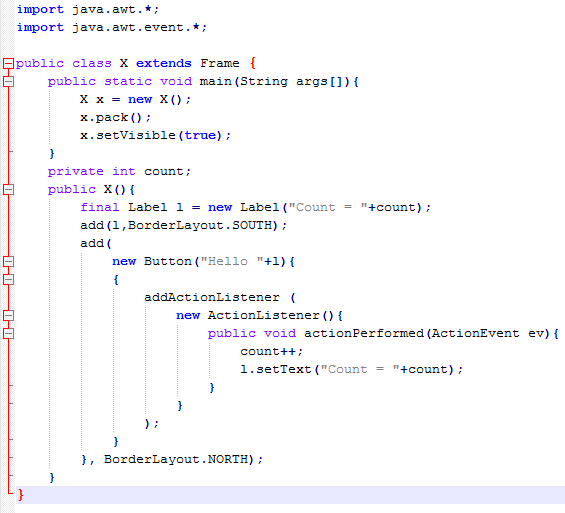 import java.awt.*;
import java.awt.event.*;

public class X extends Frame {
    public static void main(String args[]){
        X x = new X();
        x.pack();
        x.setVisible(true);
    }
    private int count;
    public X(){
        final Label l = new Label("Count = "+count);
        add(l,BorderLayout.SOUTH);
        add(
            new Button("Hello "+l){
            {
                addActionListener (
                    new ActionListener(){
                        public void actionPerformed(ActionEvent ev){
                            count++;
                            l.setText("Count = "+count);
                        }
                    }
                );
            }
        }, BorderLayout.NORTH);
    }
}